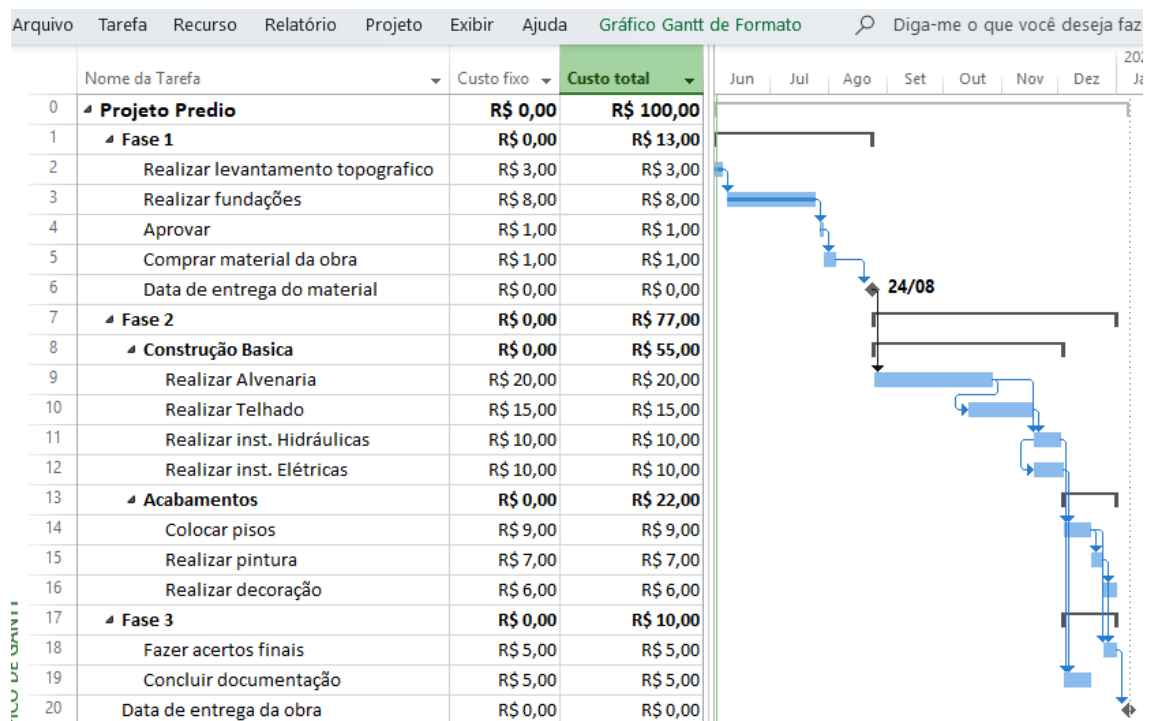 Arquivo Tarefa Recurso Relatório Projeto Exibir Ajuda Gráfico Gantt de Formato Diga-me o que você deseja faz
202
Nome da Tarefa Custo fixo Custo total Jun Jul Ago Set Out Nov Dez Ja
0 Projeto Predio R$ 0,00 R$ 100,00
1 Fase 1 R$ 0,00 R$ 13,00
2 Realizar levantamento topografico R$ 3,00 R$ 3,00
3 Realizar fundações R$ 8,00 R$ 8,00
4 Aprovar R$ 1,00 R$ 1,00
5 Comprar material da obra R$ 1,00 R$ 1,00
6 Data de entrega do material R$ 0,00 R$ 0,00 24/08
7 Fase 2 R$ 0,00 R$ 77,00
8 Construção Basica R$ 0,00 R$ 55,00
9 Realizar Alvenaria R$ 20,00 R$ 20,00
10 Realizar Telhado R$ 15,00 R$ 15,00
11 Realizar inst. Hidráulicas R$ 10,00 R$ 10,00
12 Realizar inst. Elétricas R$ 10,00 R$ 10,00
13 Acabamentos R$ 0,00 R$ 22,00
14 Colocar pisos R$ 9,00 R$ 9,00
15 Realizar pintura R$ 7,00 R$ 7,00
16 Realizar decoração R$ 6,00 R$ 6,00
17 Fase 3 R$ 0,00 R$ 10,00
18 Fazer acertos finais R$ 5,00 R$ 5,00
19 Concluir documentação R$ 5,00 R$ 5,00
20 Data de entrega da obra R$ 0,00 R$ 0,00
ICO DE GANTT